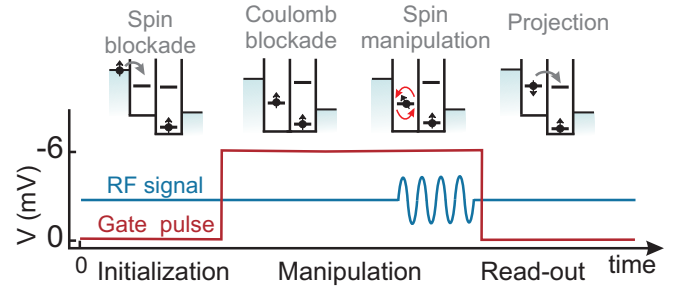 Spin blockade
Coulomb blockade
Spin manipulation
Projection
-6
V (mV)
0
RF signal
Gate pulse
0
Initialization
Manipulation
Read-out
time